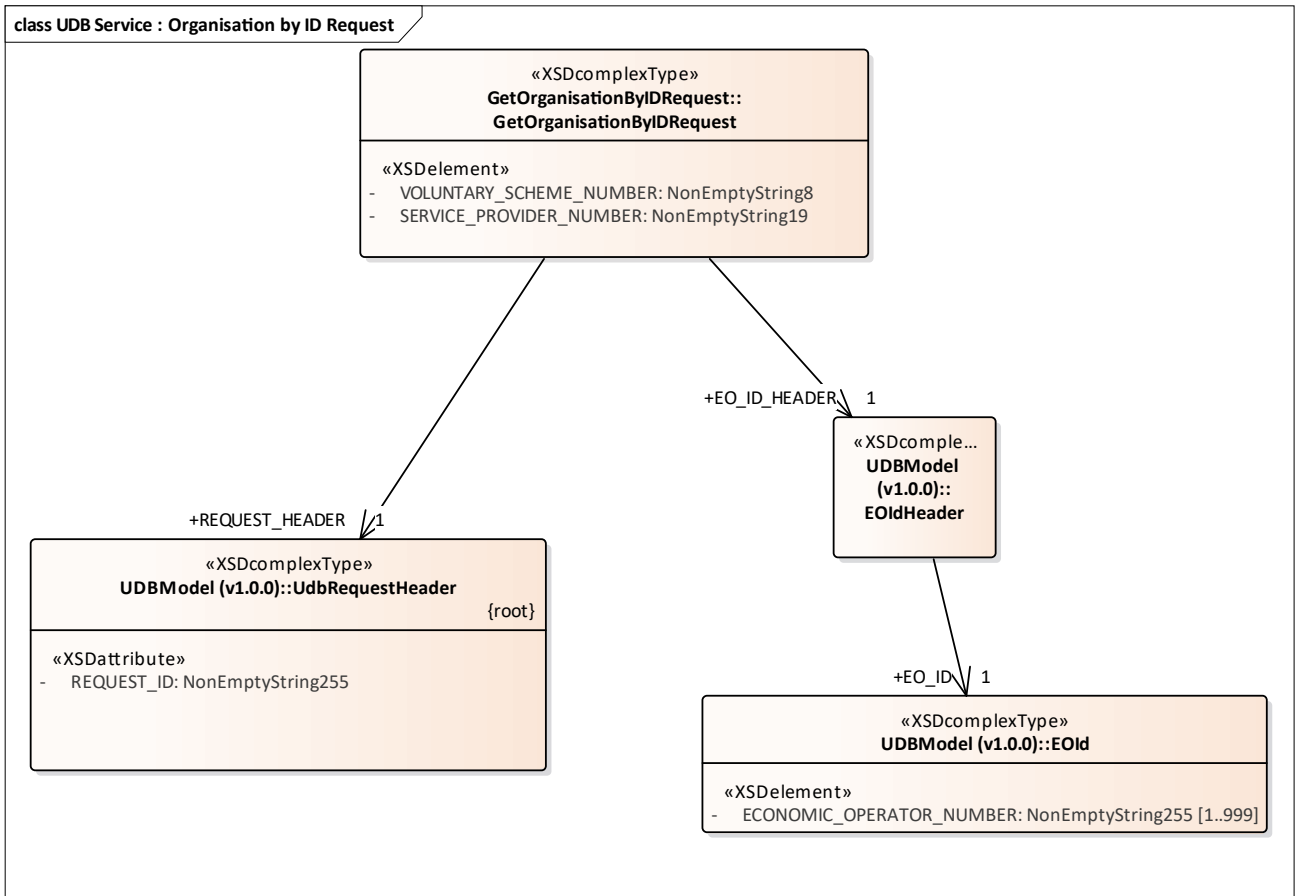 class UDB Service : Organisation by ID Request
«XSDcomplexType»
GetOrganisationByIDRequest::
GetOrganisationByIDRequest
«XSDelement»
- VOLUNTARY_SCHEME_NUMBER: NonEmptyString8
- SERVICE_PROVIDER_NUMBER: NonEmptyString19
+EO_ID_HEADER 1
«XSDcomple...
UDBModel
(v1.0.0)::
EOIdHeader
+REQUEST_HEADER 1
«XSDcomplexType»
UDBModel (v1.0.0)::UdbRequestHeader
{root}
«XSDattribute»
- REQUEST_ID: NonEmptyString255
+EO_ID 1
«XSDcomplexType»
UDBModel (v1.0.0)::EOId
«XSDelement»
- ECONOMIC_OPERATOR_NUMBER: NonEmptyString255 [1..999]